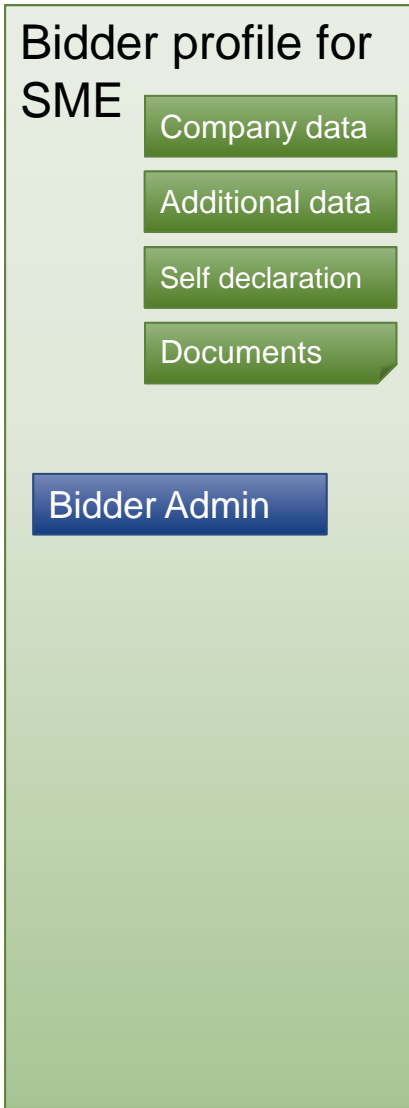 Bidder profile for
SME
Company data
Additional data
Self declaration
Documents
Bidder Admin